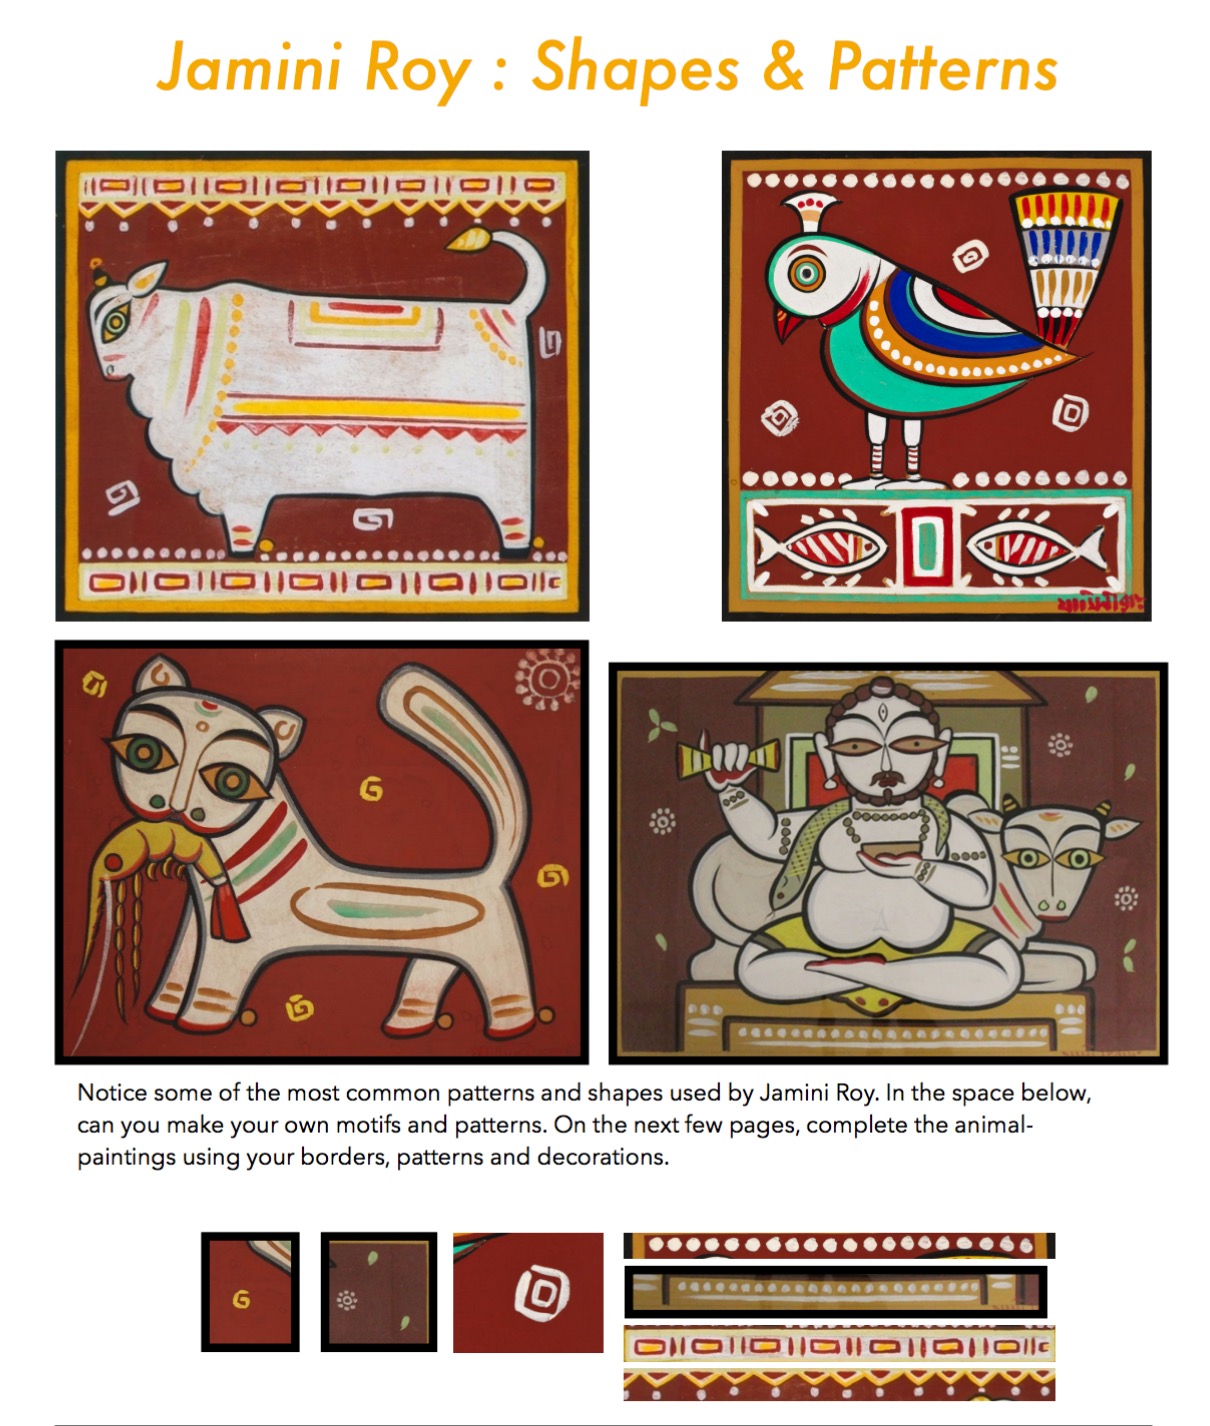 Jamini Roy : Shapes & Patterns
Notice some of the most common patterns and shapes used by Jamini Roy. In the space below,
can you make your own motifs and patterns. On the next few pages, complete the animal-
paintings using your borders, patterns and decorations.